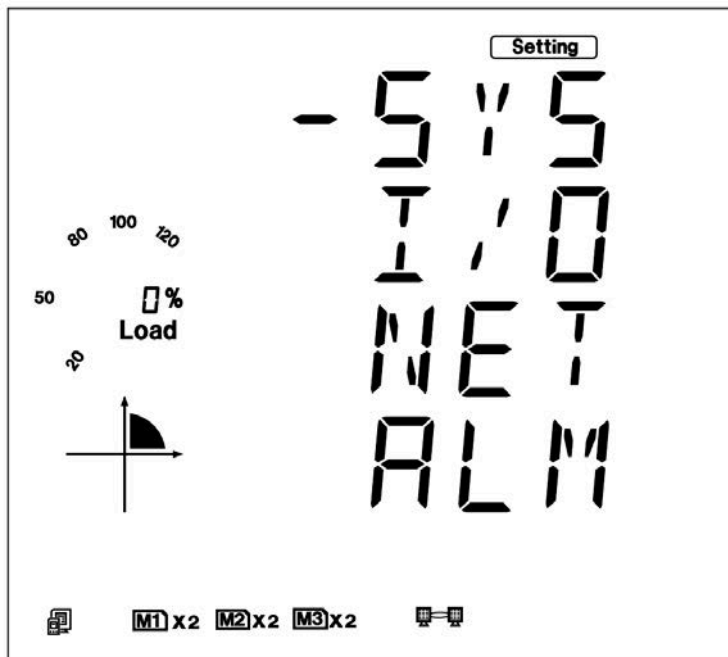 Setting
-SYS
I/O
NET
ALM
80 100 120
50
0%
Load
20
M1 X2 M2 X2 M3 X2